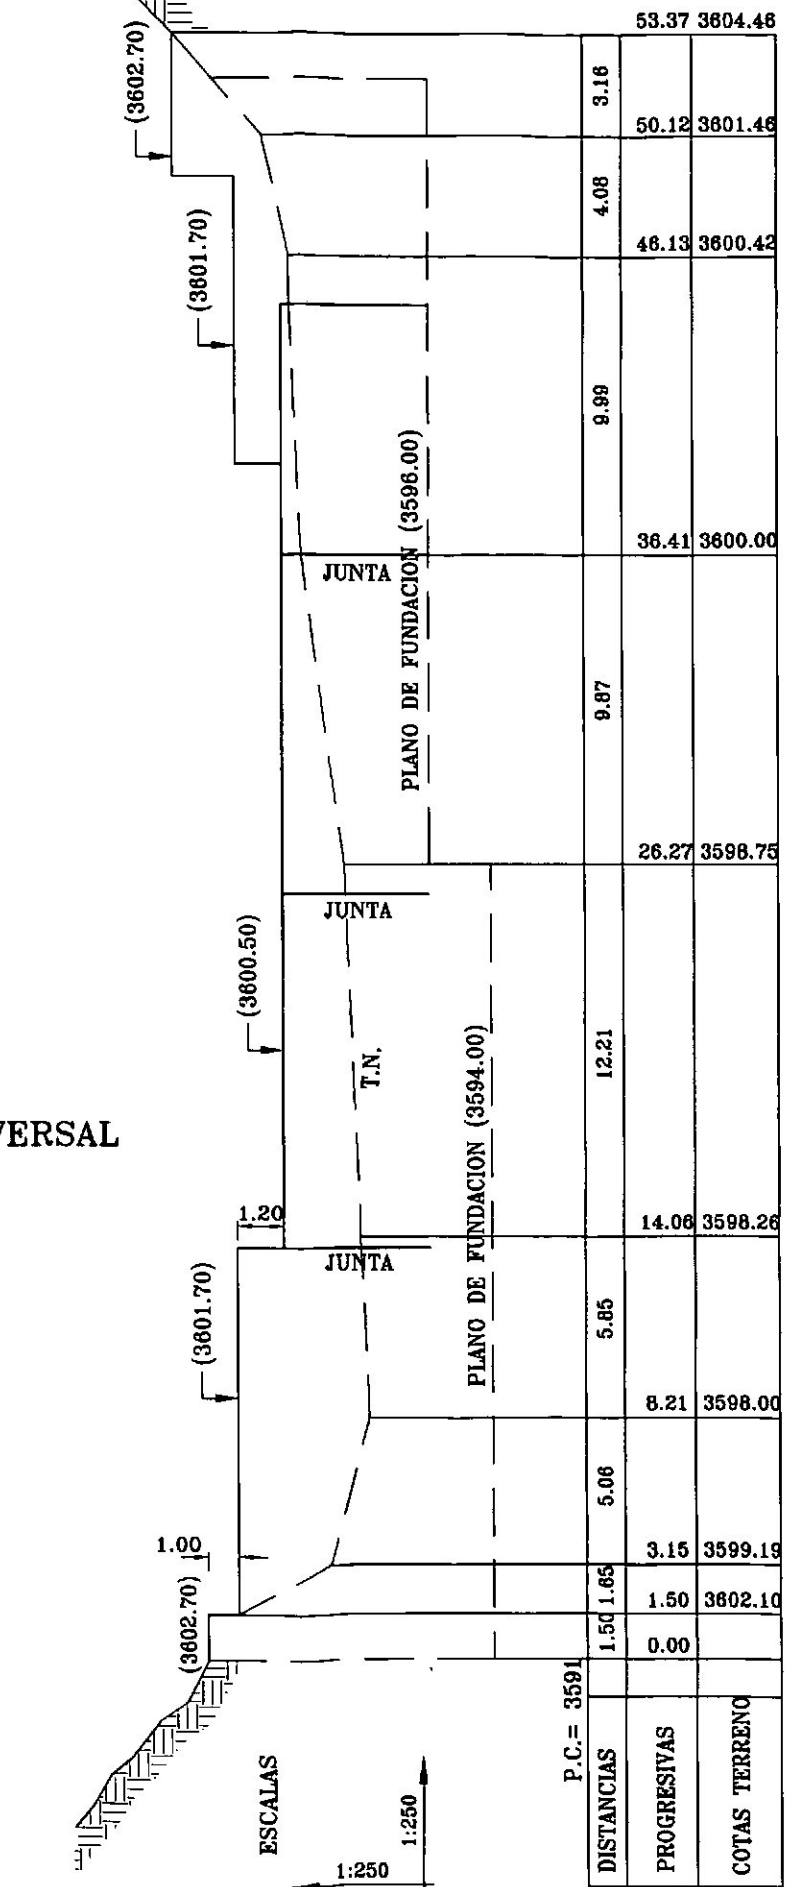 53.37 3604.46
3.16
(3602.70)
50.12 3601.46
4.08
(3601.70)
46.13 3600.42
9.99
PLANO DE FUNDACION (3596.00)
36.41 3600.00
JUNTA
9.87
26.27 3598.75
JUNTA
(3600.50)
T.N.
12.21
PLANO DE FUNDACION (3594.00)
VERSAL
1.20
14.06 3598.26
JUNTA
(3601.70)
5.85
8.21 3598.00
5.06
1.00
3.15 3599.19
1.65
(3602.70)
1.50 3602.10
1.50
0.00
P.C.= 3591
ESCALAS
1:250
1:250
DISTANCIAS
PROGRESIVAS
COTAS TERRENO